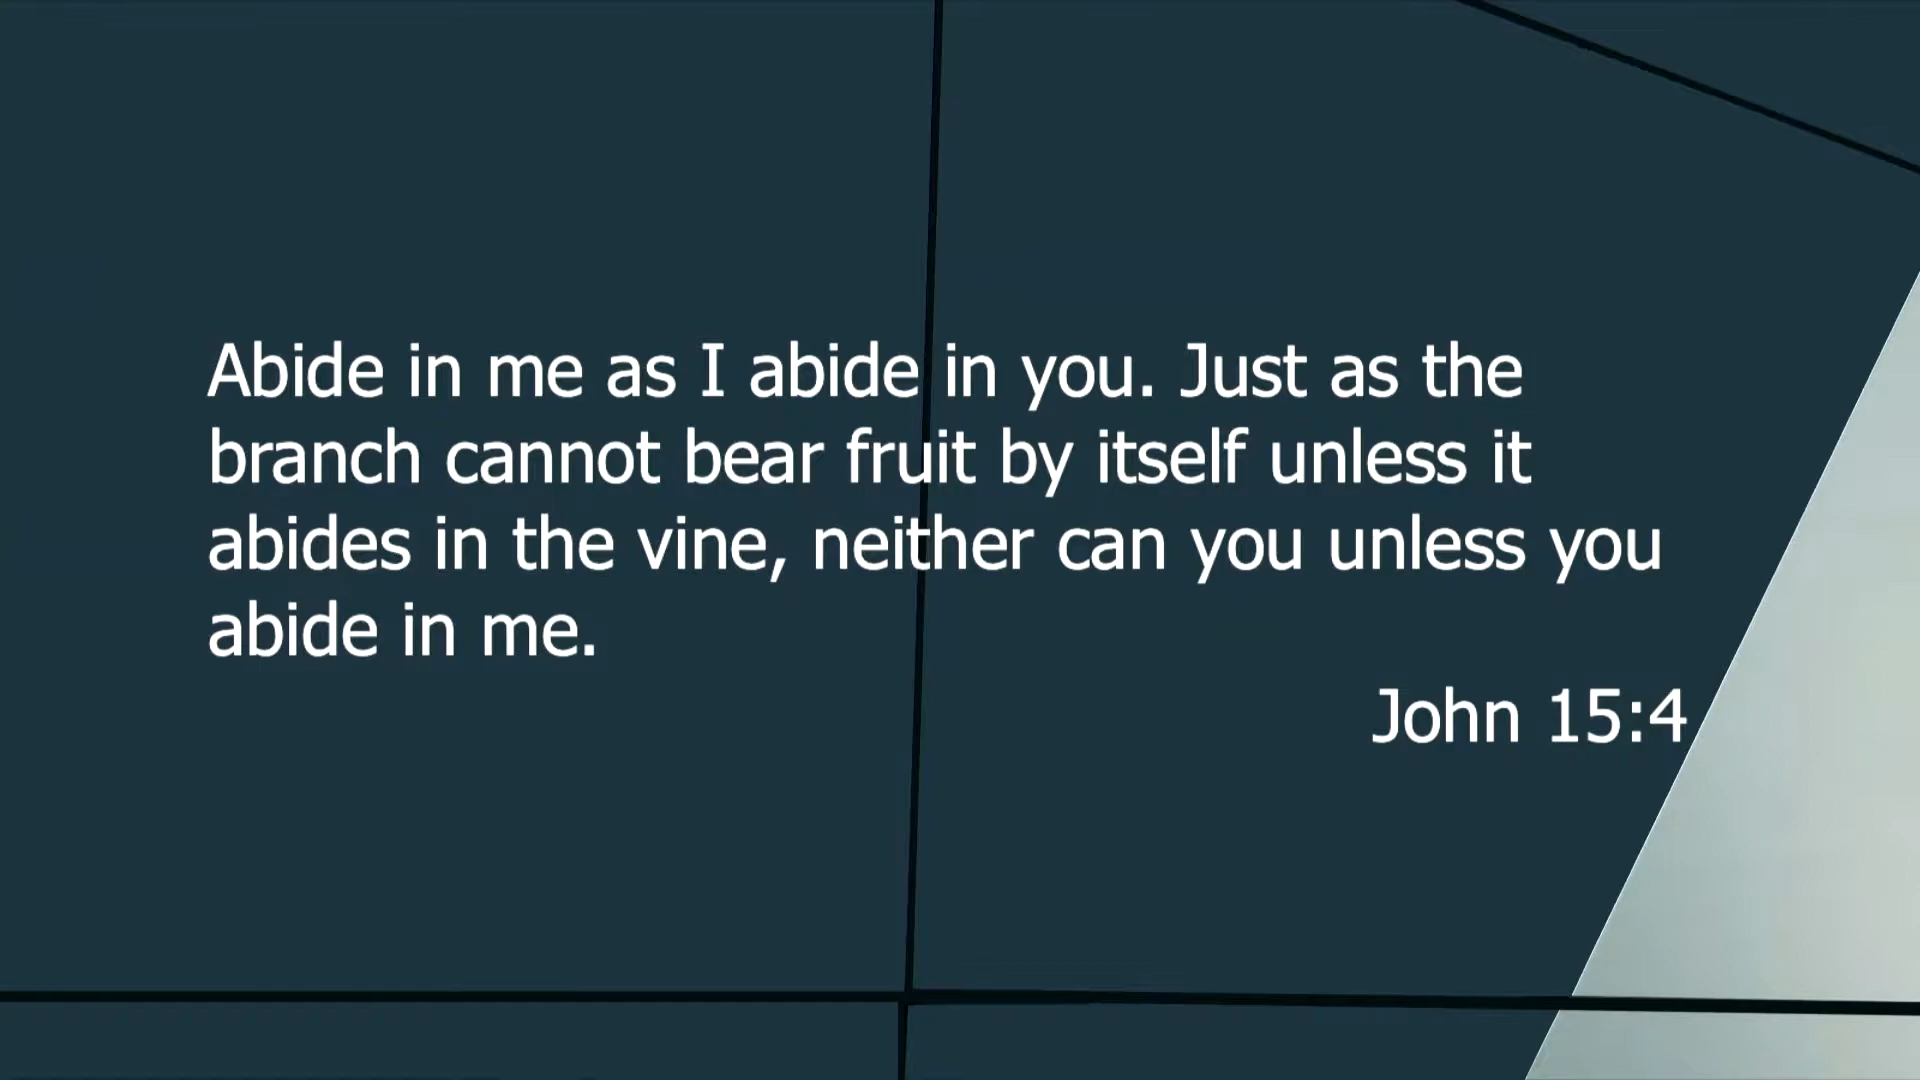 Abide in me as I abide in you. Just as the
branch cannot bear fruit by itself unless it
abides in the vine, neither can you unless you
abide in me.
John 15:4